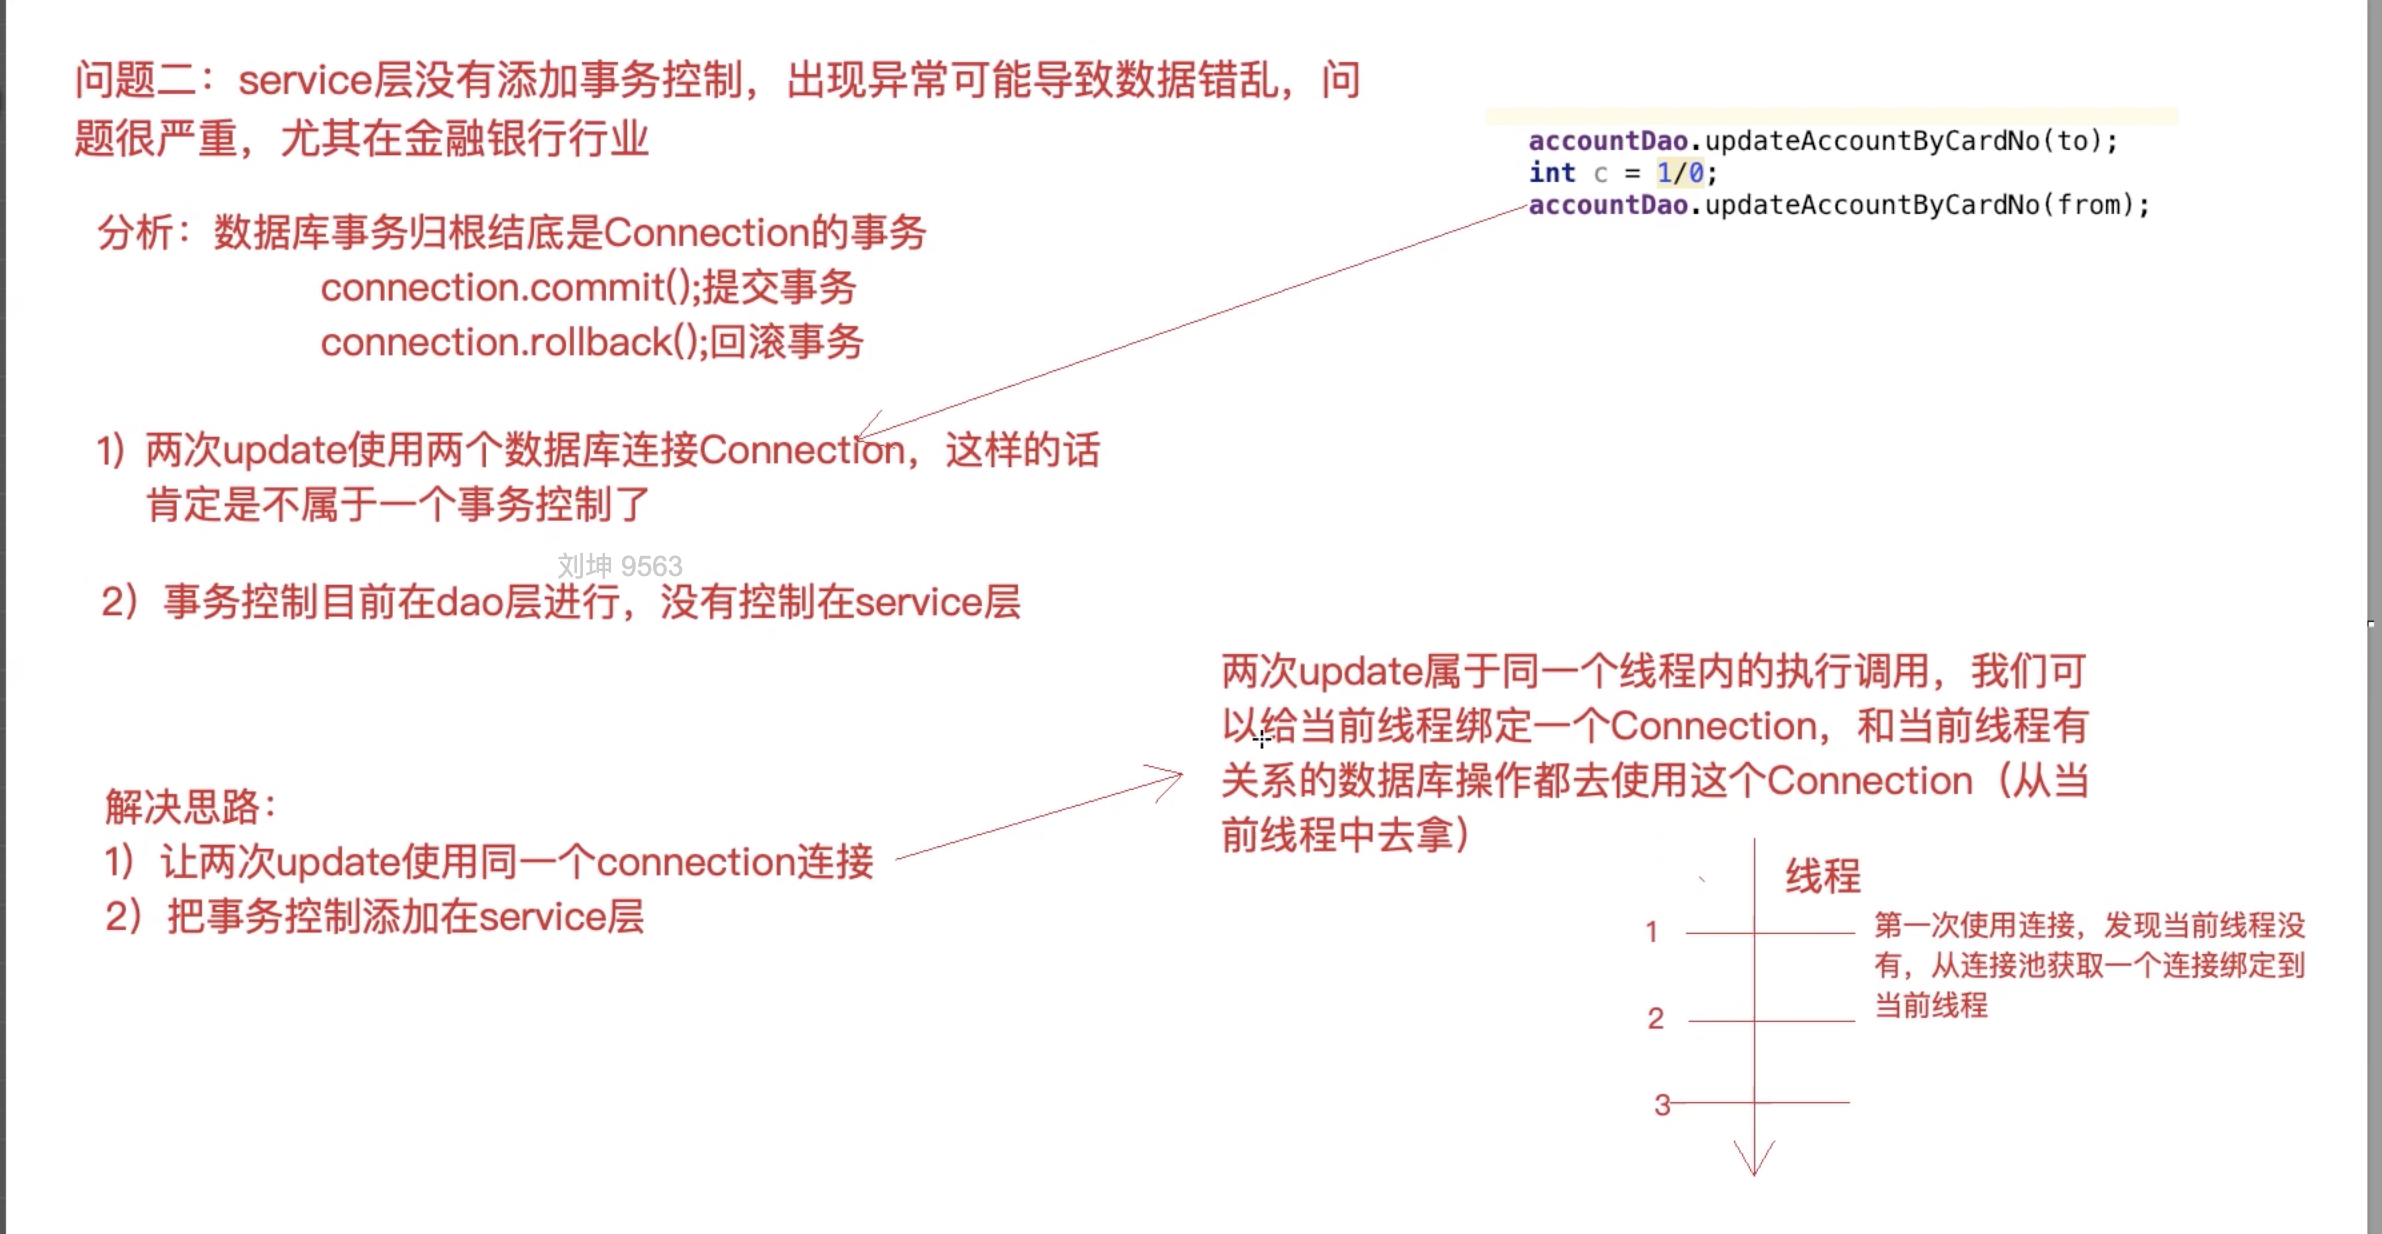 问题二：service层没有添加事务控制，出现异常可能导致数据错乱，问
题很严重，尤其在金融银行行业
accountDao.updateAccountByCardNo(to);
int c = 1/0;
accountDao.updateAccountByCardNo(from);
分析：数据库事务归根结底是Connection的事务
connection.commit();提交事务
connection.rollback();回滚事务
1）两次update使用两个数据库连接Connection，这样的话
肯定是不属于一个事务控制了
刘坤 9563
2）事务控制目前在dao层进行，没有控制在service层
解决思路：
1）让两次update使用同一个connection连接
2）把事务控制添加在service层
两次update属于同一个线程内的执行调用，我们可
以给当前线程绑定一个Connection，和当前线程有
关系的数据库操作都去使用这个Connection（从当
前线程中去拿）
线程
1
第一次使用连接，发现当前线程没
有，从连接池获取一个连接绑定到
当前线程
2
3